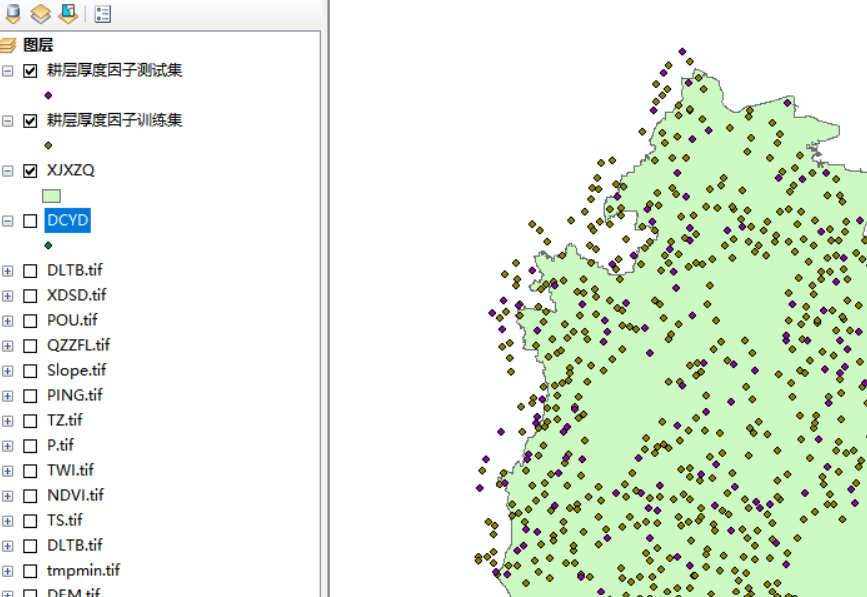 图层
耕层厚度因子测试集
耕层厚度因子训练集
XJXZQ
DCYD
DLTB.tif
XDSD.tif
POU.tif
QZZFL.tif
Slope.tif
PING.tif
TZ.tif
P.tif
TWI.tif
NDVI.tif
TS.tif
DLTB.tif
tmpmin.tif
DEM.tif